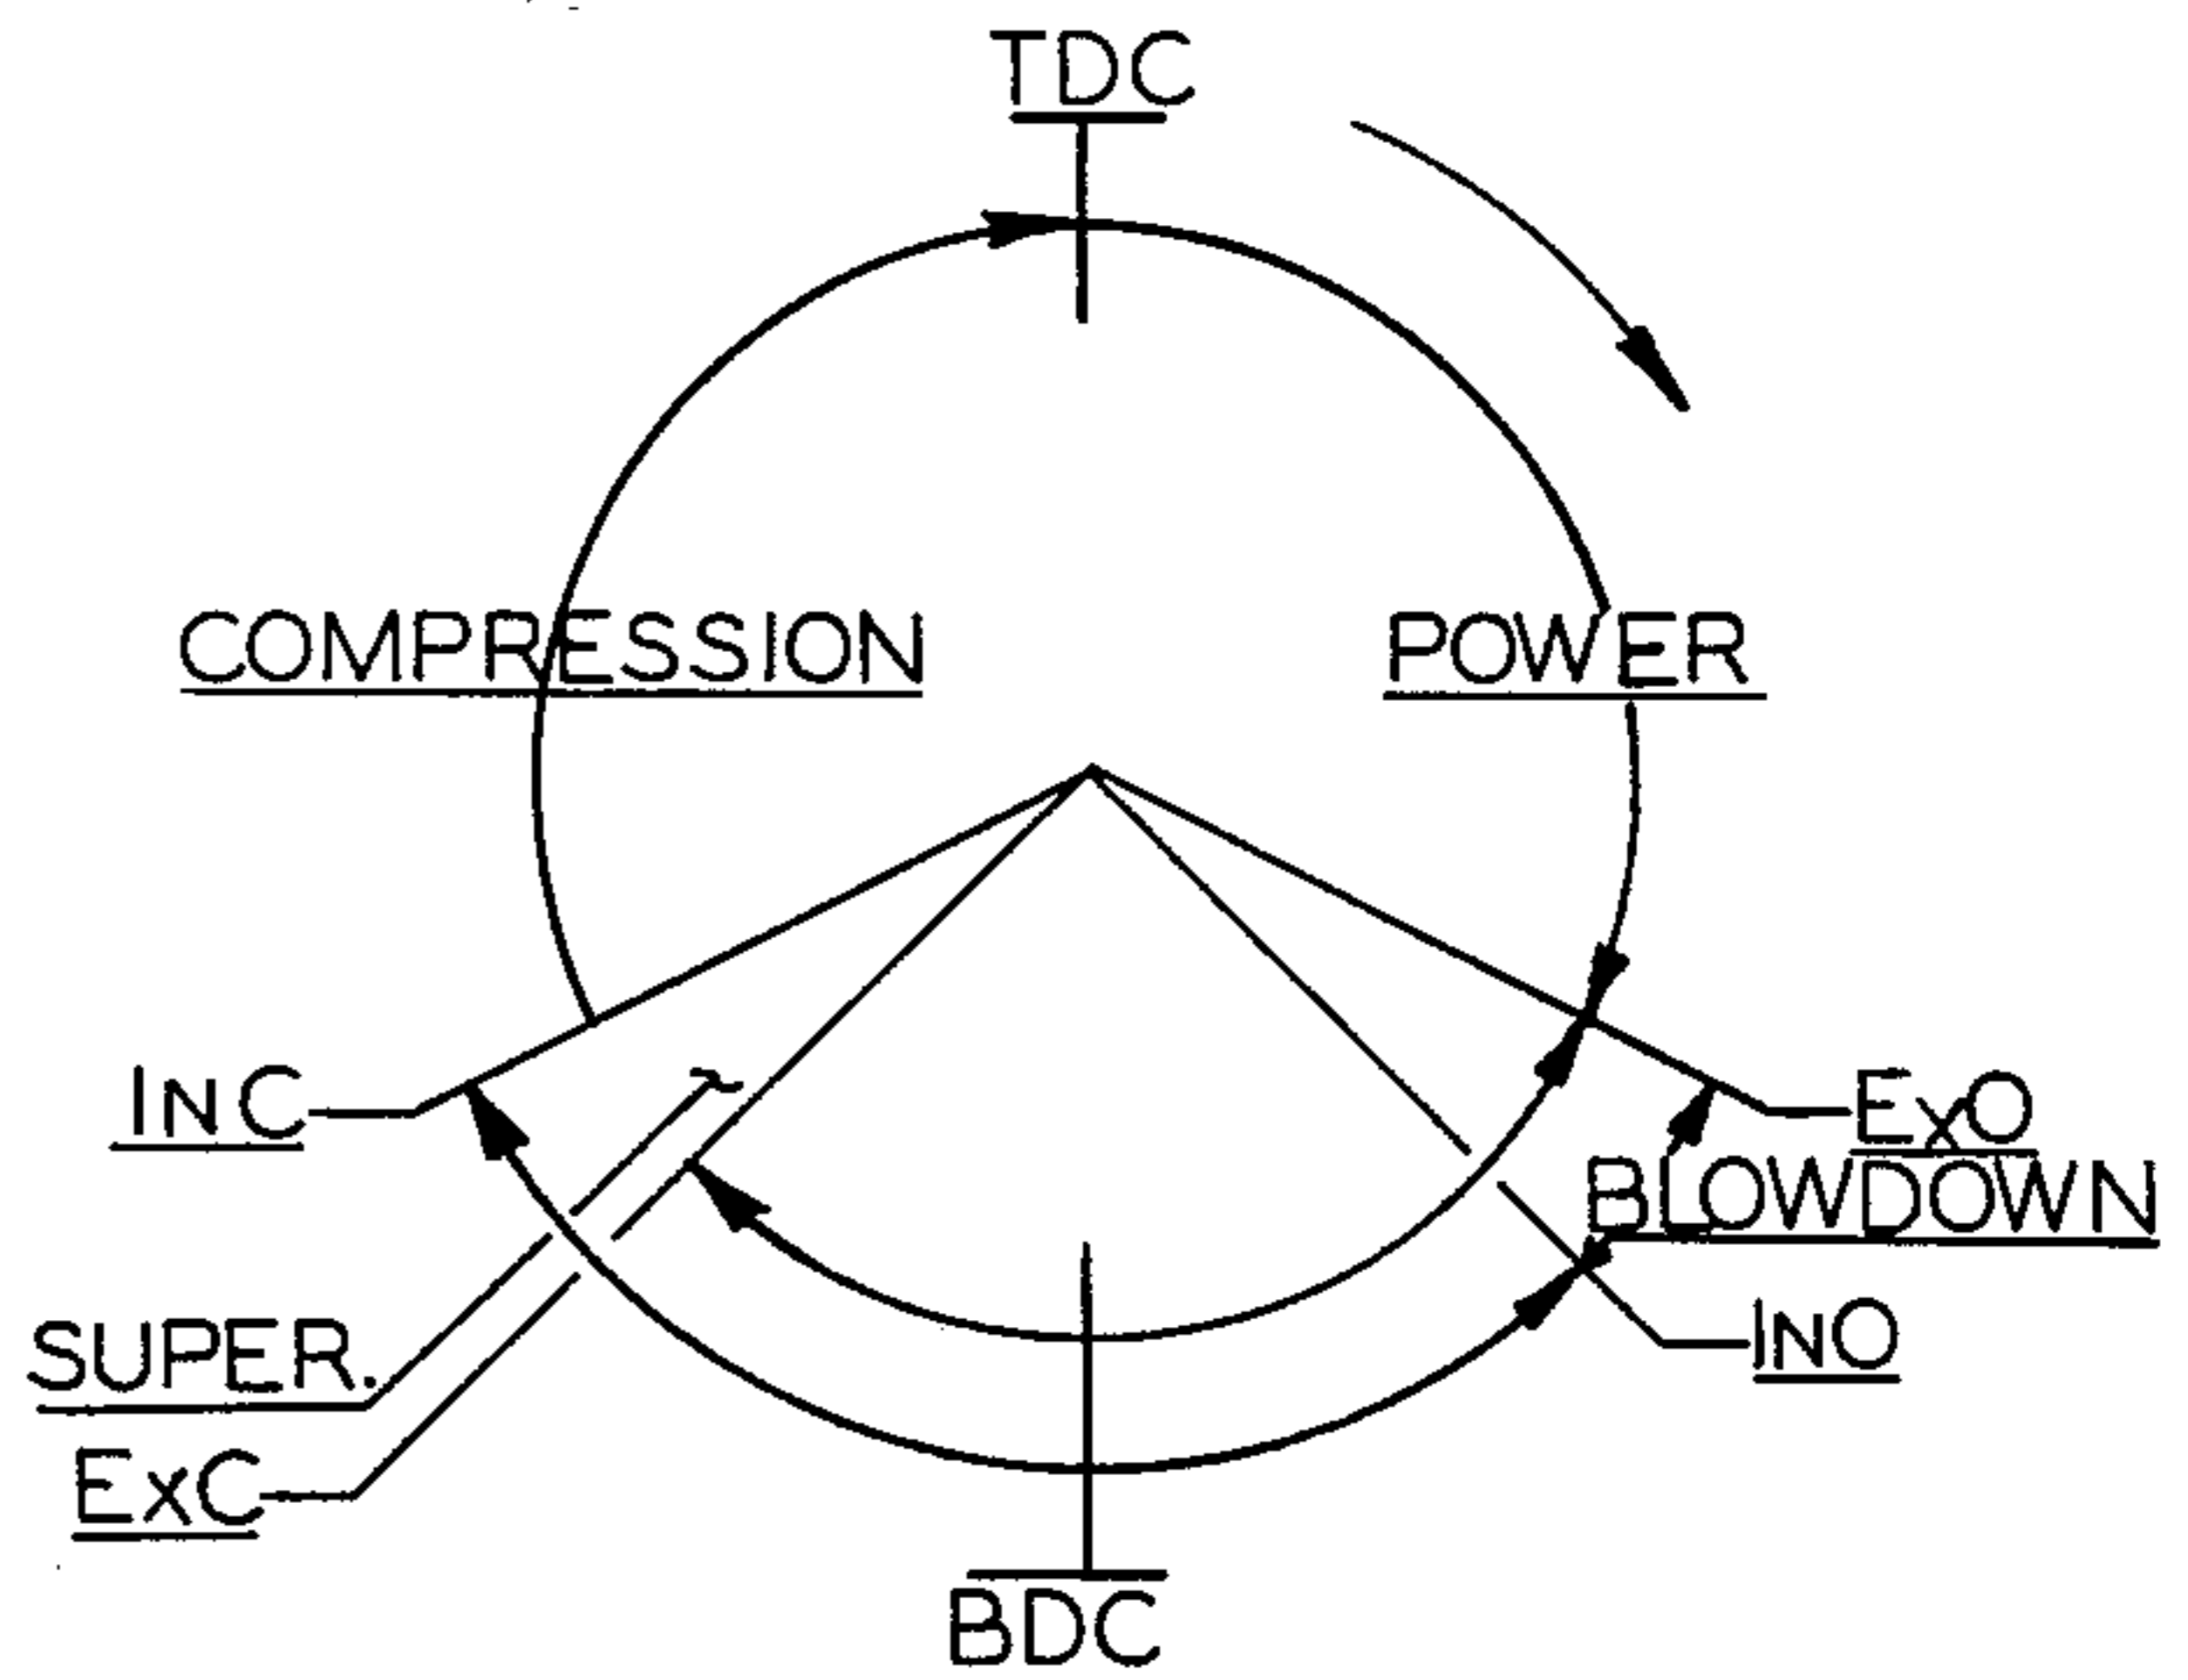 TDC
COMPRESSION
POWER
INC
ExO
BLOWDOWN
INO
SUPER.
ExC
BDC